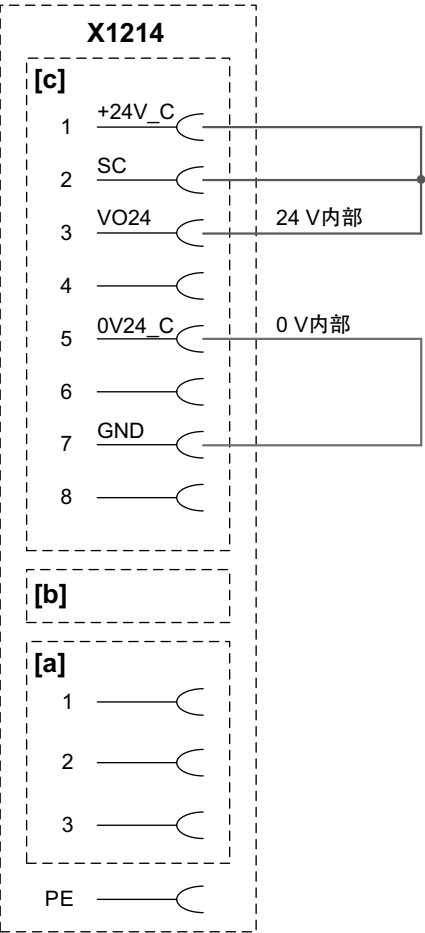 X1214
[c]
1 +24V_C
2 SC
3 VO24 24 V内部
4
5 0V24_C 0 V内部
6
7 GND
8
[b]
[a]
1
2
3
PE